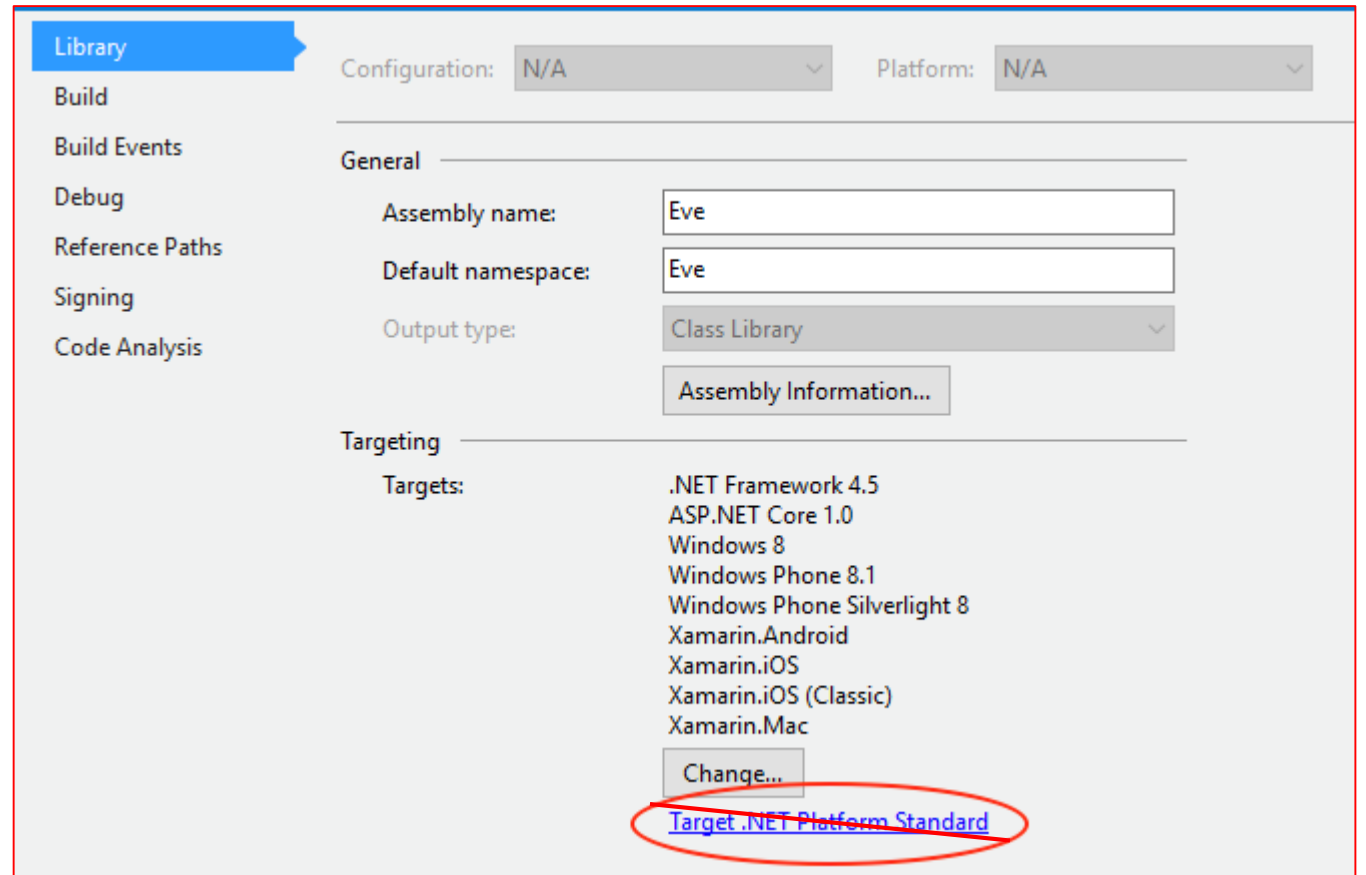 Library
Build
Build Events
Debug
Reference Paths
Signing
Code Analysis
Configuration: N/A Platform: N/A
General
Assembly name: Eve
Default namespace: Eve
Output type: Class Library
Assembly Information...
Targeting
Targets: .NET Framework 4.5
ASP.NET Core 1.0
Windows 8
Windows Phone 8.1
Windows Phone Silverlight 8
Xamarin.Android
Xamarin.iOS
Xamarin.iOS (Classic)
Xamarin.Mac
Change...
Target .NET Platform Standard